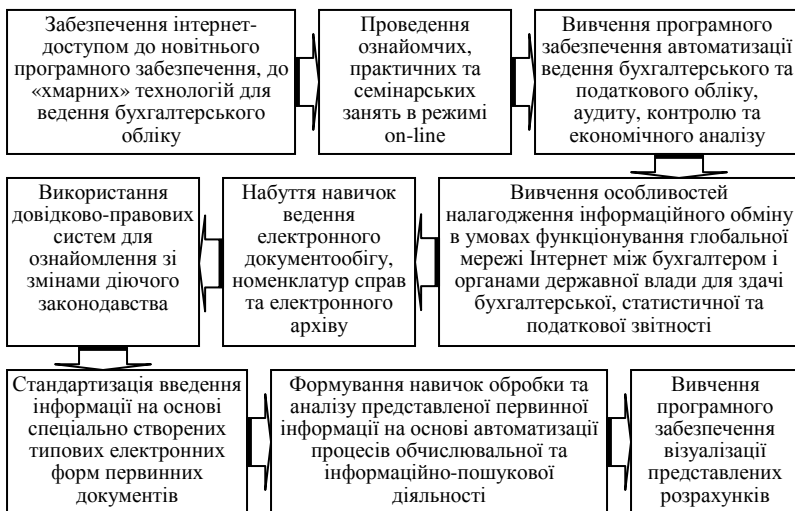 Забезпечення інтернет-
доступом до новітнього
програмного забезпечення, до
«хмарних» технологій для
ведення бухгалтерського
обліку
Проведення
ознайомчих,
практичних та
семінарських
занять в режимі
on-line
Вивчення програмного
забезпечення автоматизації
ведення бухгалтерського та
податкового обліку,
аудиту, контролю та
економічного аналізу
Вивчення особливостей
налагодження інформаційного обміну
в умовах функціонування глобальної
мережі Інтернет між бухгалтером і
органами державної влади для здачі
бухгалтерської, статистичної та
податкової звітності
Набуття навичок
ведення
електронного
документообігу,
номенклатур справ
та електронного
архіву
Використання
довідково-правових
систем для
ознайомлення зі
змінами діючого
законодавства
Стандартизація введення
інформації на основі
спеціально створених
типових електронних
форм первинних
документів
Формування навичок обробки та
аналізу представленої первинної
інформації на основі автоматизації
процесів обчислювальної та
інформаційно-пошукової
діяльності
Вивчення
програмного
забезпечення
візуалізації
представлених
розрахунків